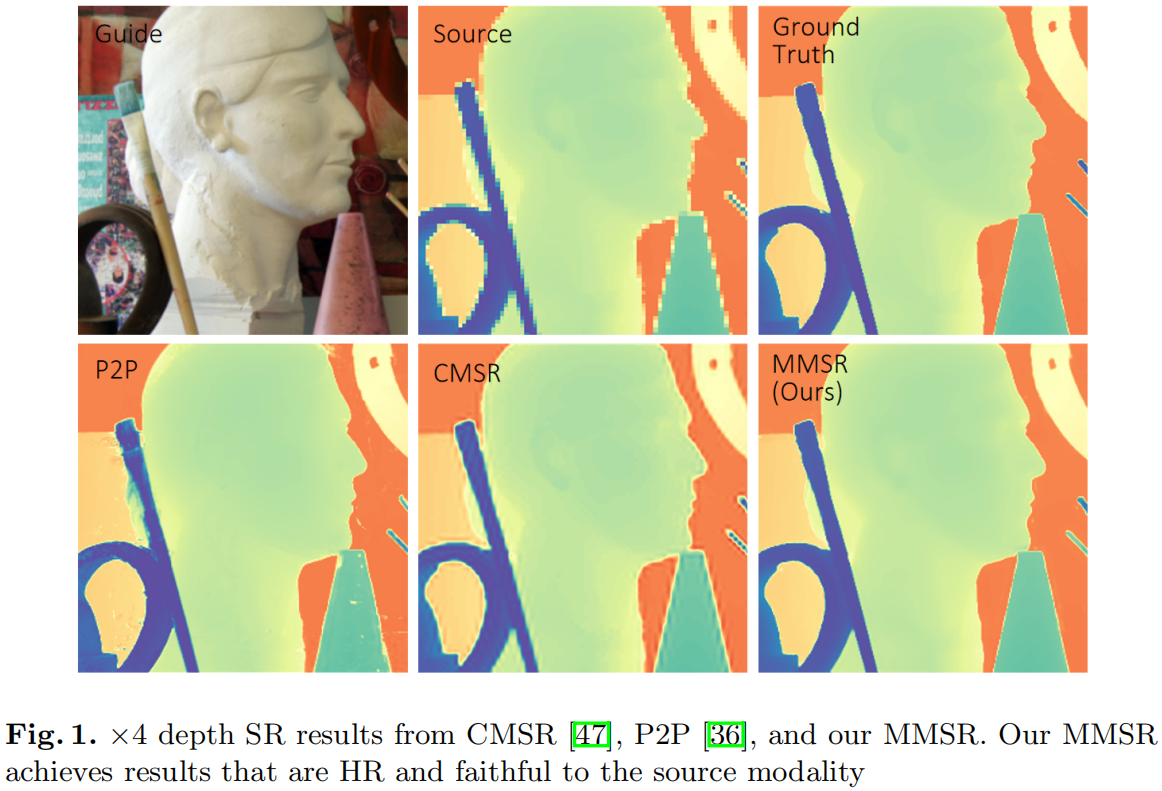 Guide
Source
Ground
Truth
P2P
CMSR
MMSR
(Ours)
Fig. 1. ×4 depth SR results from CMSR [47], P2P [36], and our MMSR. Our MMSR
achieves results that are HR and faithful to the source modality